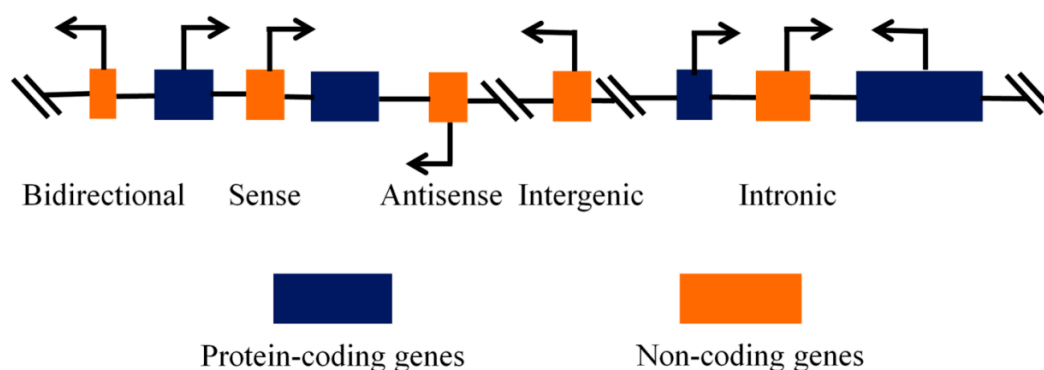 Bidirectional Sense Antisense Intergenic Intronic
Protein-coding genes Non-coding genes